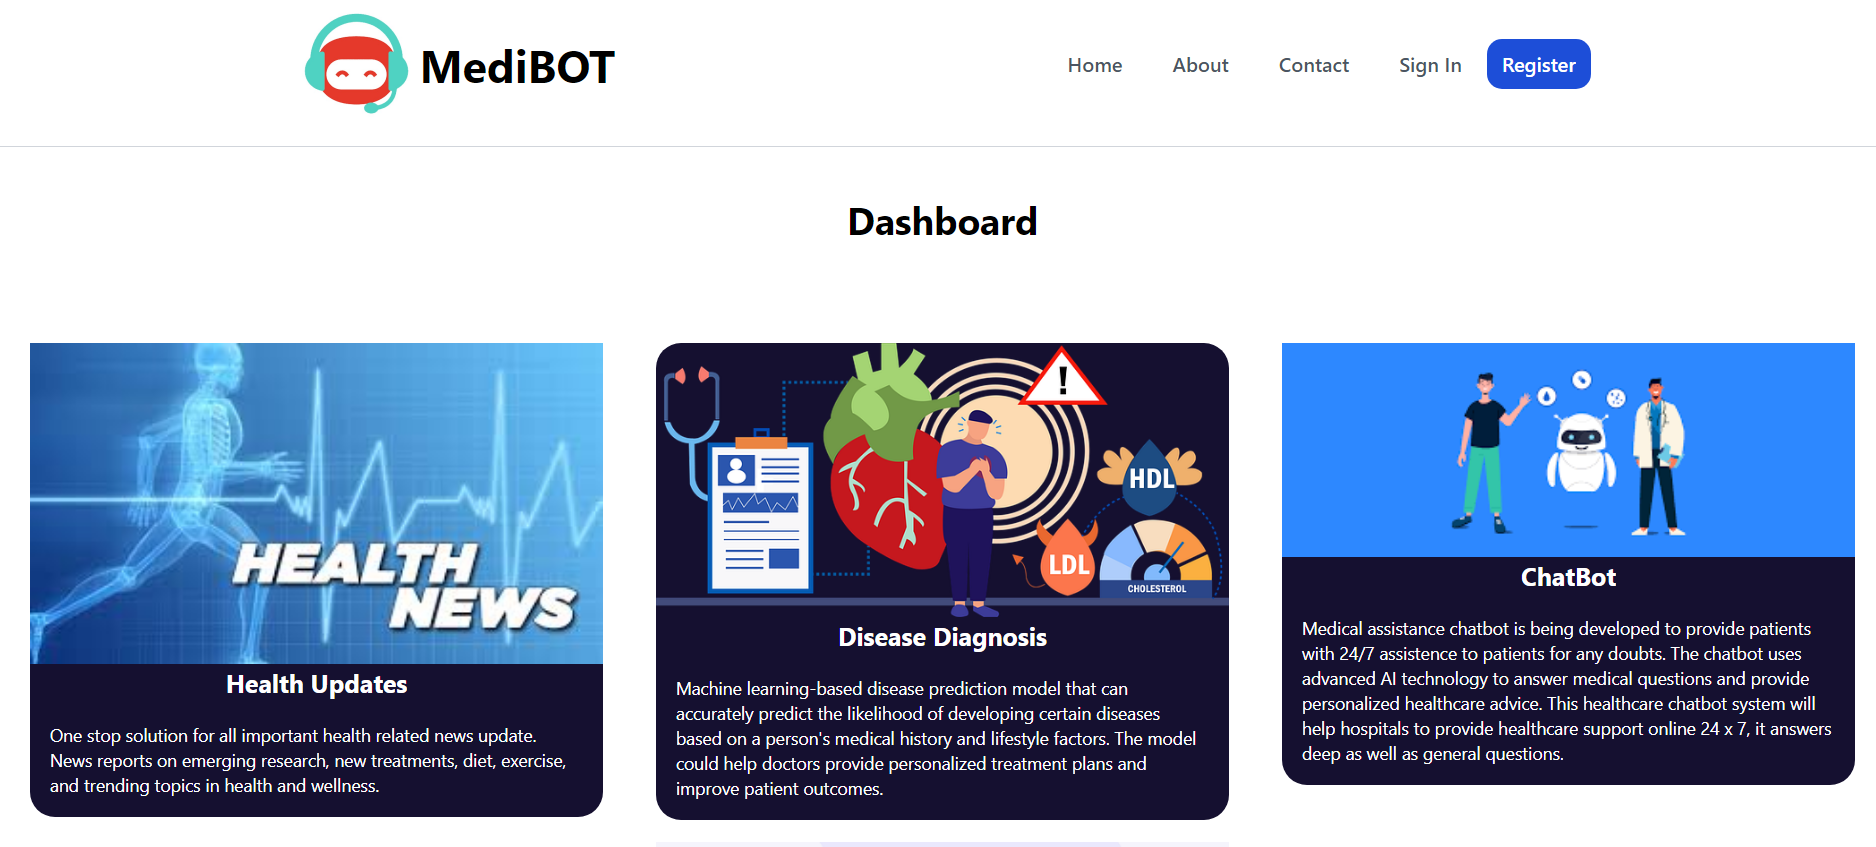 MediBOT
Home
About
Contact
Sign In
Register
Dashboard
HEALTH
NEWS
Health Updates
One stop solution for all important health related news update.
News reports on emerging research, new treatments, diet, exercise,
and trending topics in health and wellness.
!
HDL
LDL
CHOLESTEROL
Disease Diagnosis
Machine learning-based disease prediction model that can
accurately predict the likelihood of developing certain diseases
based on a person's medical history and lifestyle factors. The model
could help doctors provide personalized treatment plans and
improve patient outcomes.
ChatBot
Medical assistance chatbot is being developed to provide patients
with 24/7 assistence to patients for any doubts. The chatbot uses
advanced AI technology to answer medical questions and provide
personalized healthcare advice. This healthcare chatbot system will
help hospitals to provide healthcare support online 24 x 7, it answers
deep as well as general questions.